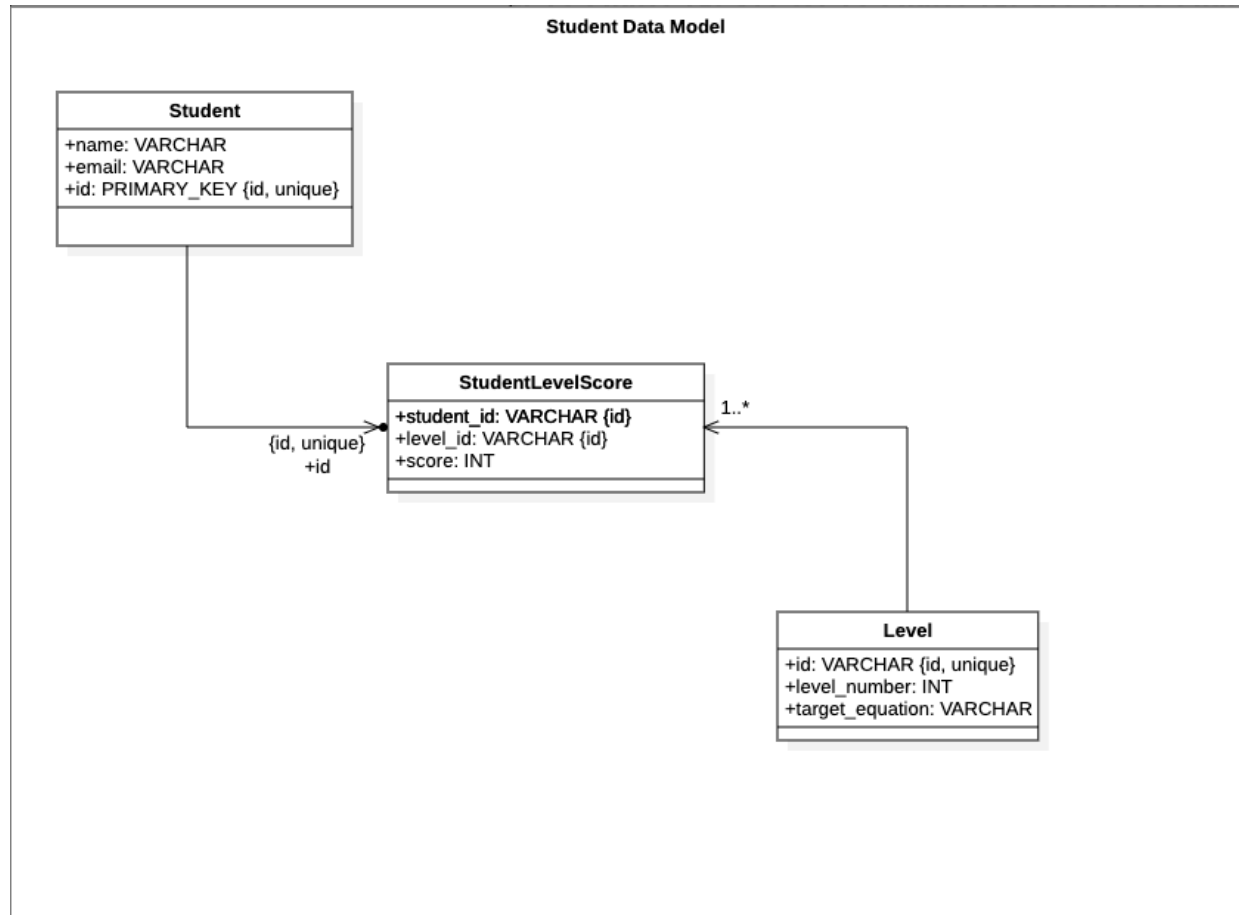 Student Data Model
Student
+name: VARCHAR
+email: VARCHAR
+id: PRIMARY_KEY {id, unique}
StudentLevelScore
+student_id: VARCHAR {id}
+level_id: VARCHAR {id}
+score: INT
{id, unique}
+id
1..*
Level
+id: VARCHAR {id, unique}
+level_number: INT
+target_equation: VARCHAR